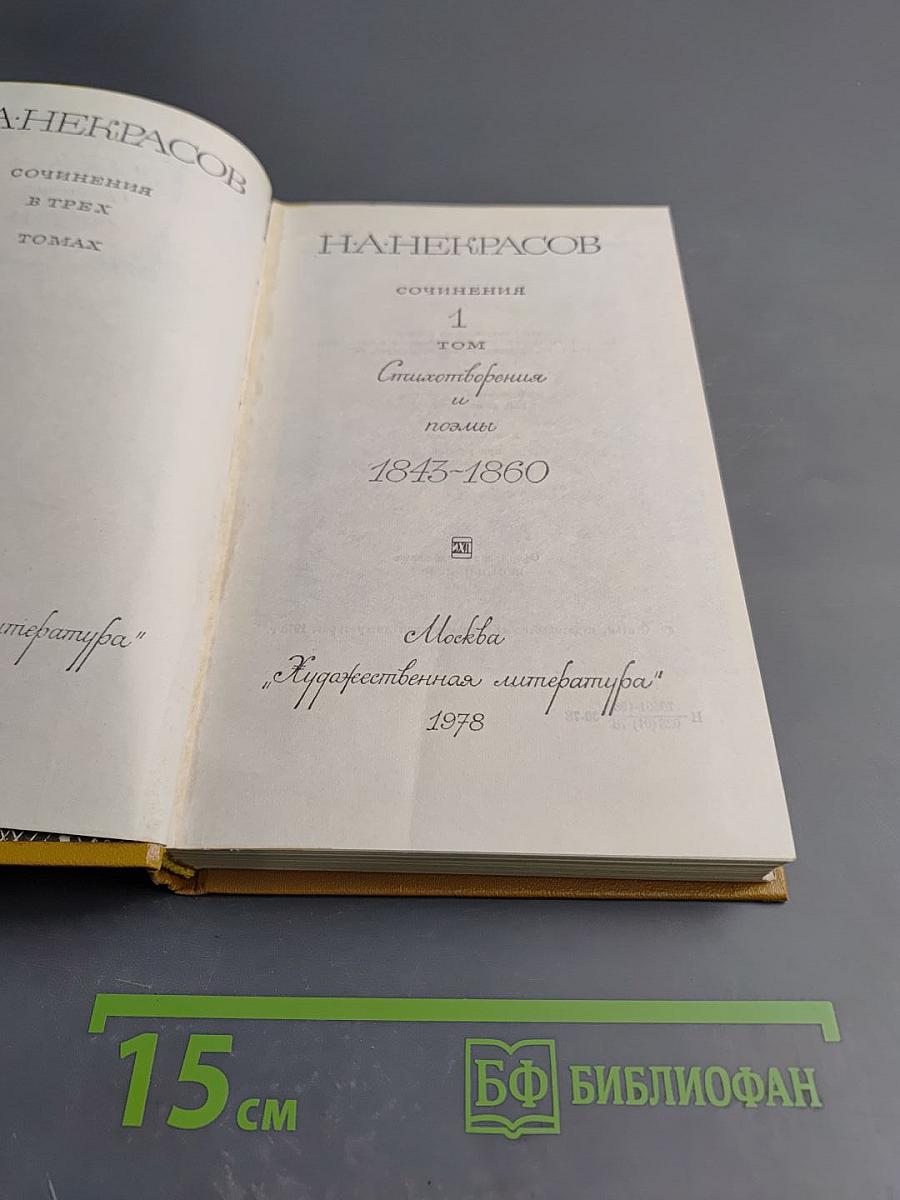 А·НЕКРАСОВ
СОЧИНЕНИЯ
В ТРЕХ
ТОМАХ
Н·А·НЕКРАСОВ
СОЧИНЕНИЯ
1
ТОМ
Стихотворения
и
поэмы
1843-1860
Москва
„Художественная литература"
1978
итература"
15 см
БФ БИБЛИОФАН